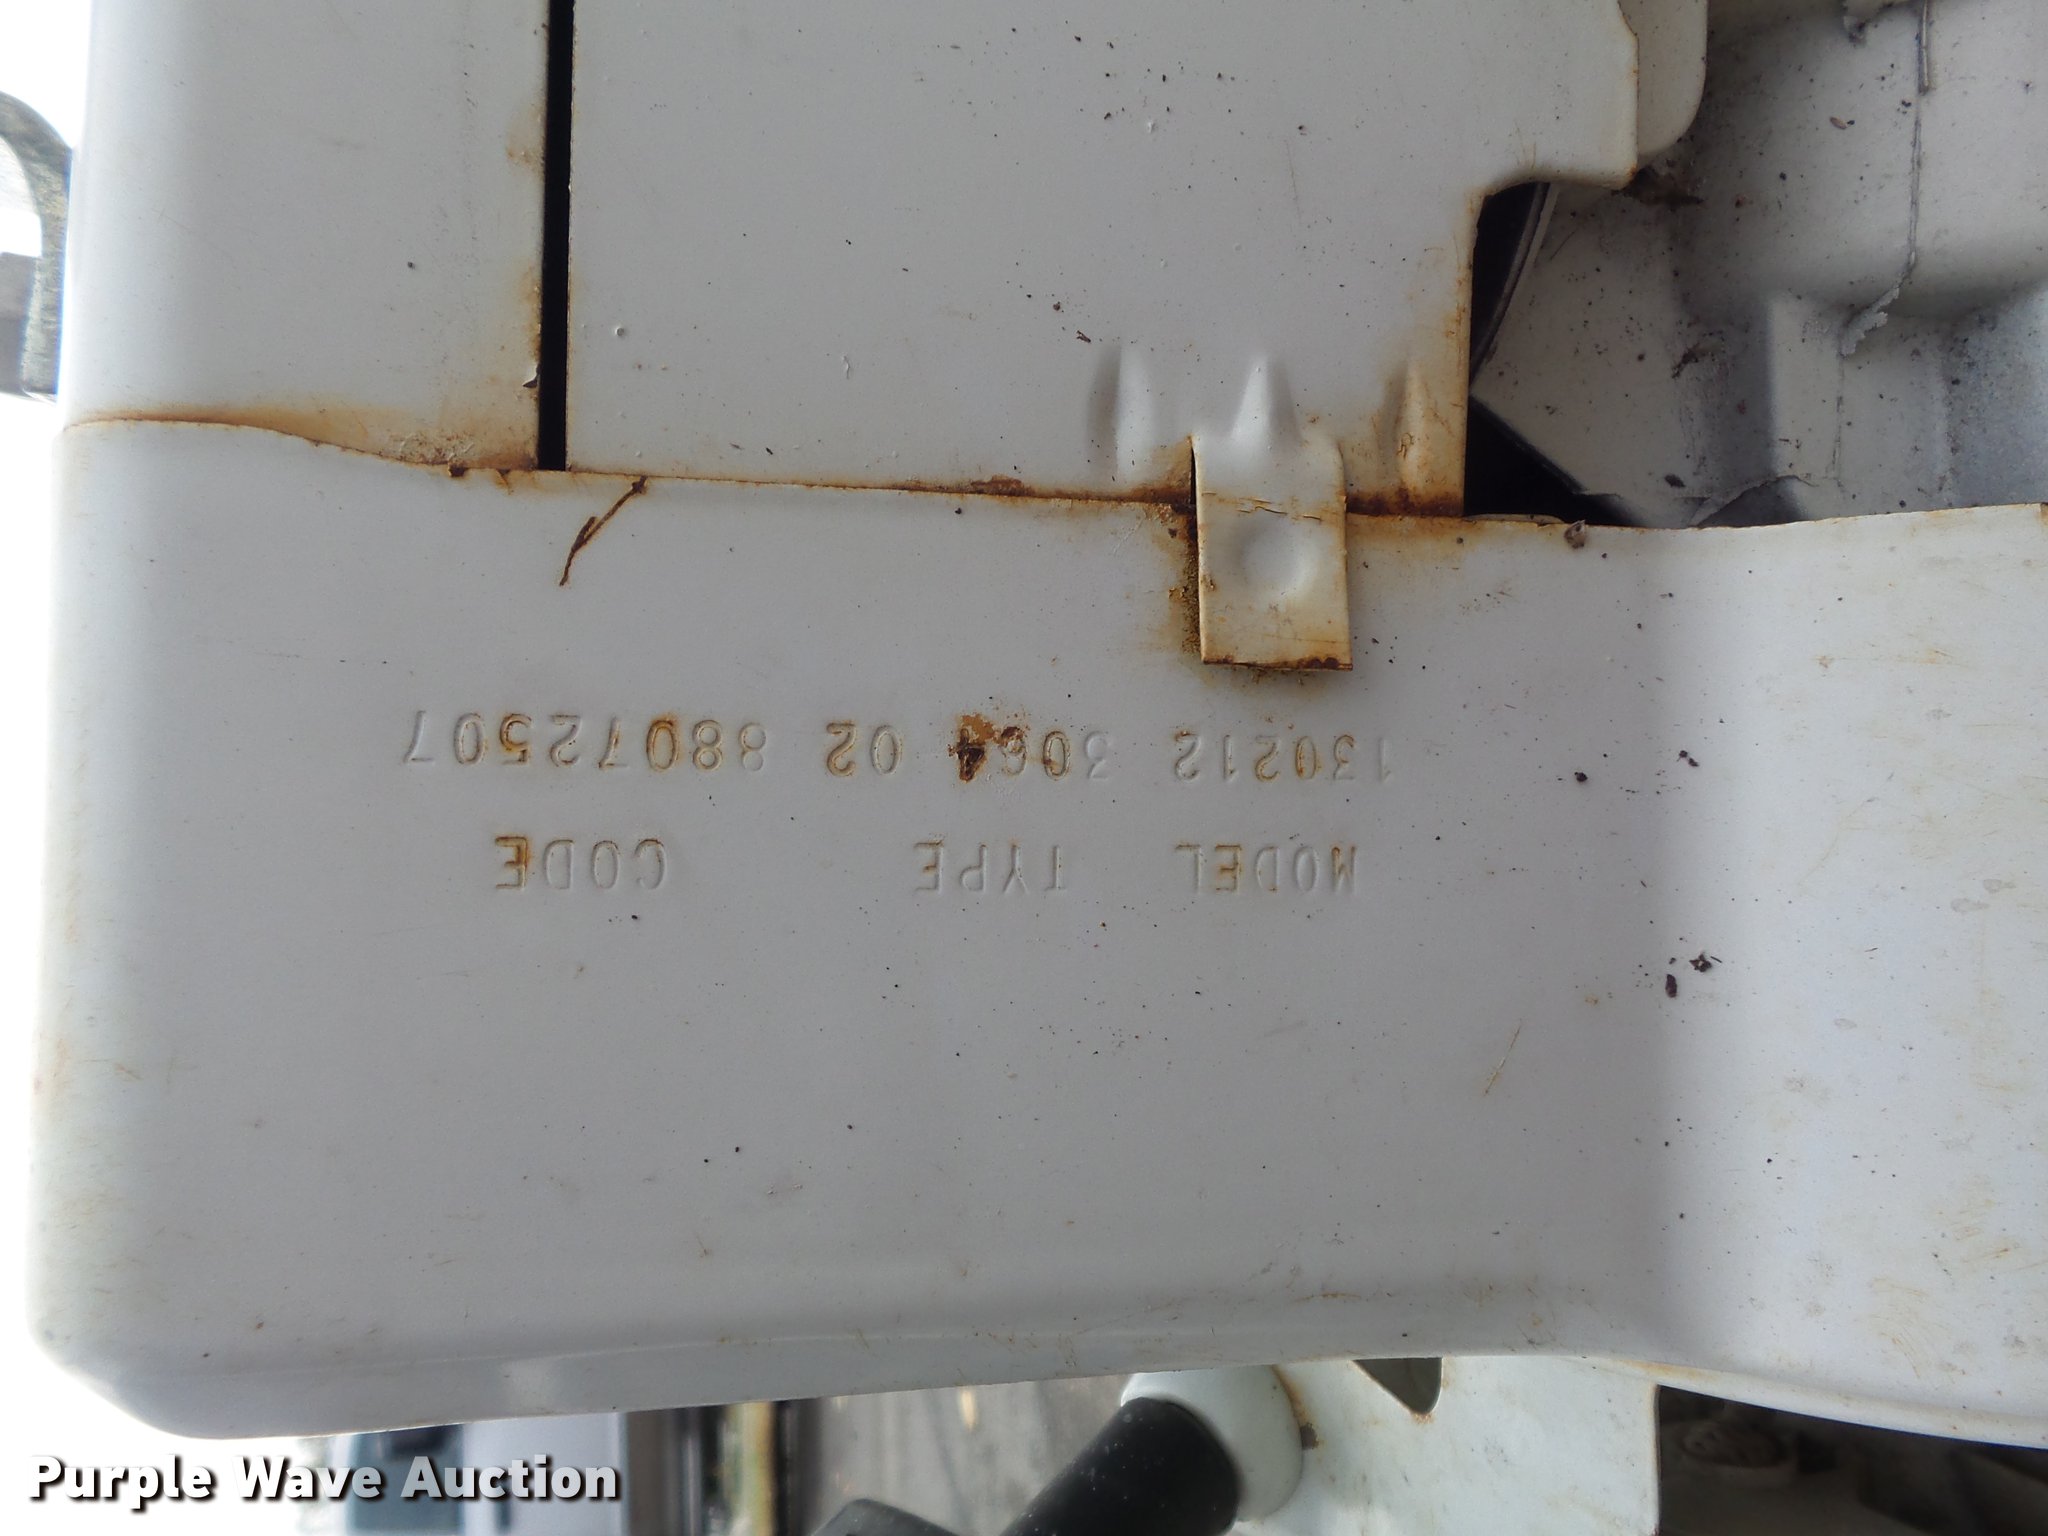 MODEL TYPE CODE
130212 3064 02 88072507
Purple Wave Auction